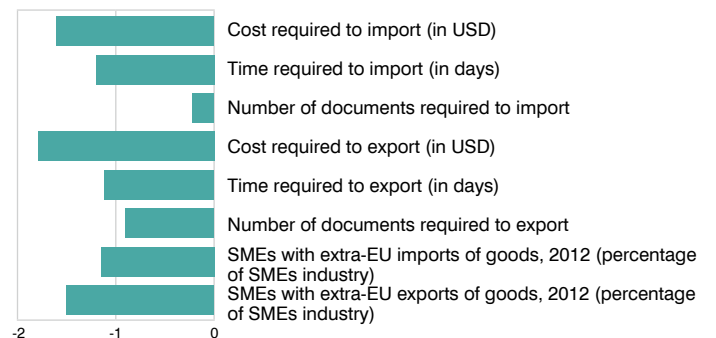 Cost required to import (in USD)
Time required to import (in days)
Number of documents required to import
Cost required to export (in USD)
Time required to export (in days)
Number of documents required to export
SMEs with extra-EU imports of goods, 2012 (percentage
of SMEs industry)
SMEs with extra-EU exports of goods, 2012 (percentage
of SMEs industry)
-2 -1 0